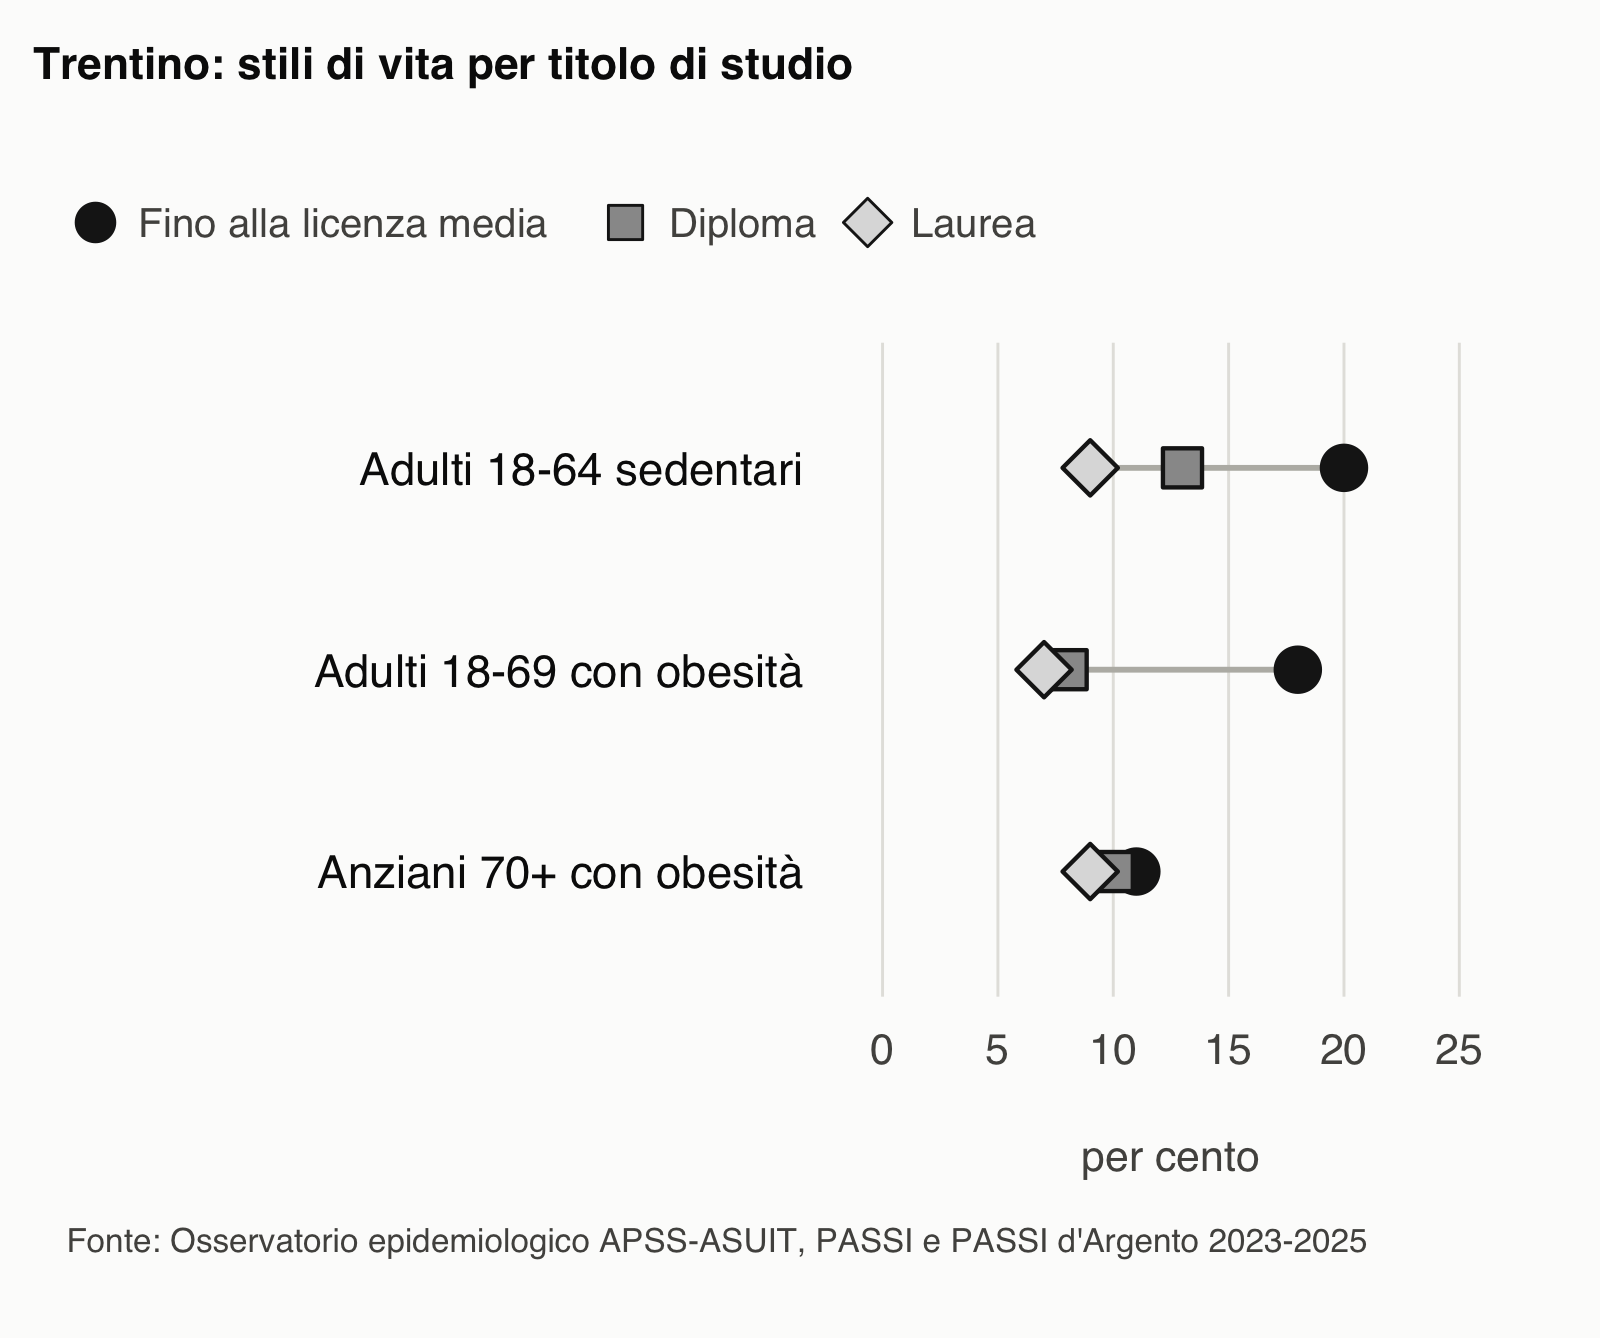 Trentino: stili di vita per titolo di studio
Fino alla licenza media Diploma Laurea
Adulti 18-64 sedentari
Adulti 18-69 con obesità
Anziani 70+ con obesità
0 5 10 15 20 25
per cento
Fonte: Osservatorio epidemiologico APSS-ASUIT, PASSI e PASSI d'Argento 2023-2025